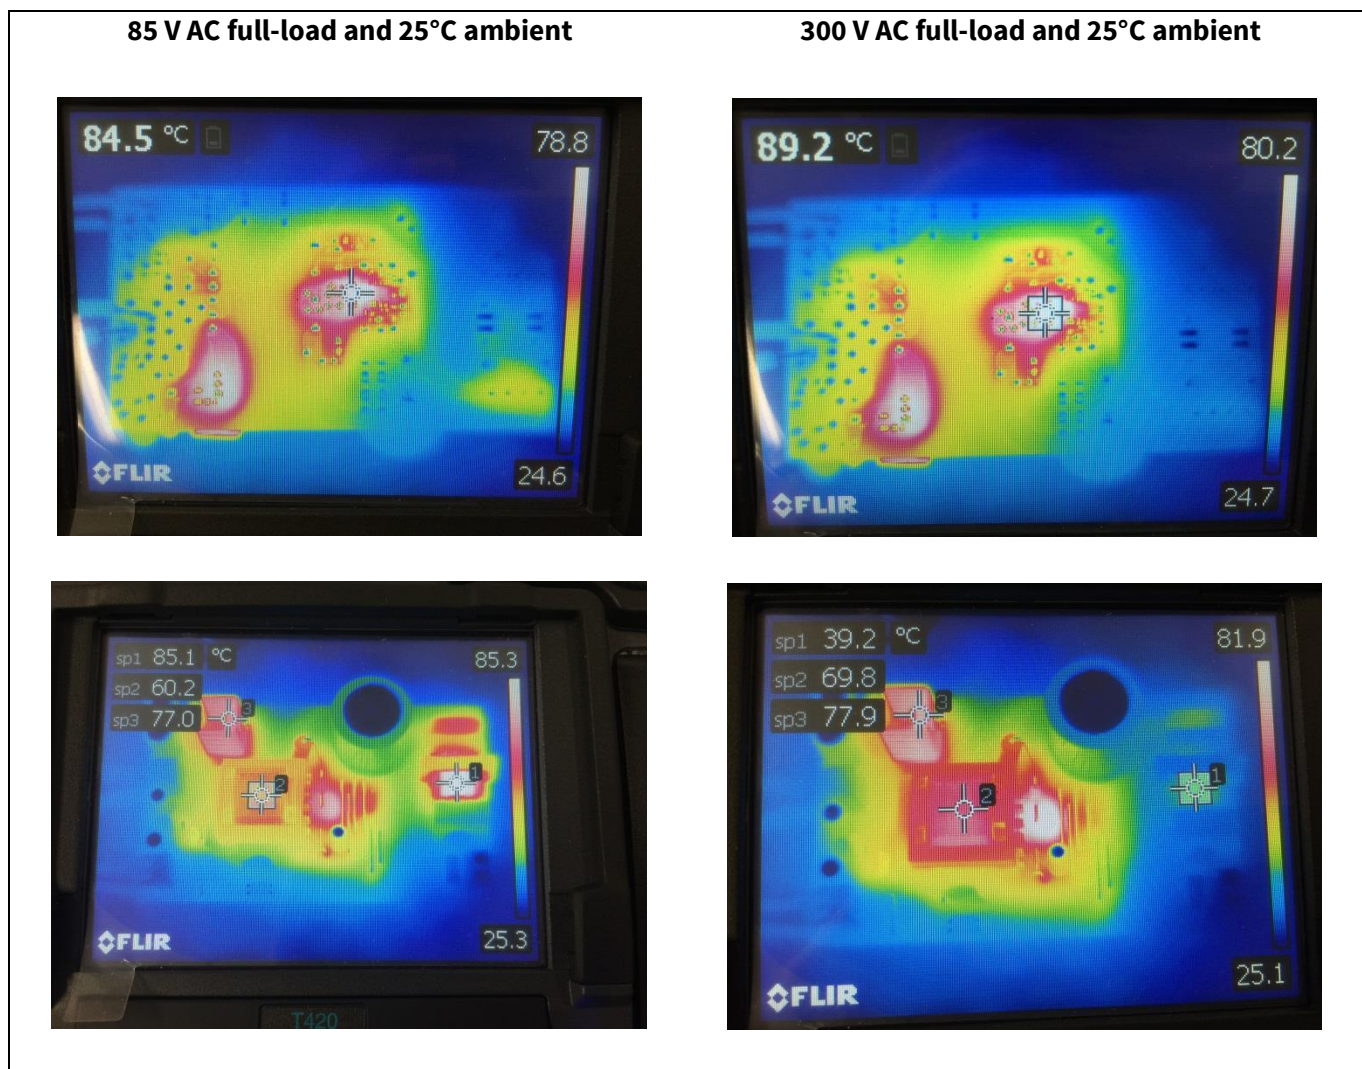 85 V AC full-load and 25°C ambient
300 V AC full-load and 25°C ambient
84.5 °C
78.8
24.6
FLIR
89.2 °C
80.2
24.7
FLIR
sp1 85.1 °C
sp2 60.2
sp3 77.0
85.3
3
2
1
25.3
FLIR
T420
sp1 39.2 °C
sp2 69.8
sp3 77.9
81.9
3
2
1
25.1
FLIR